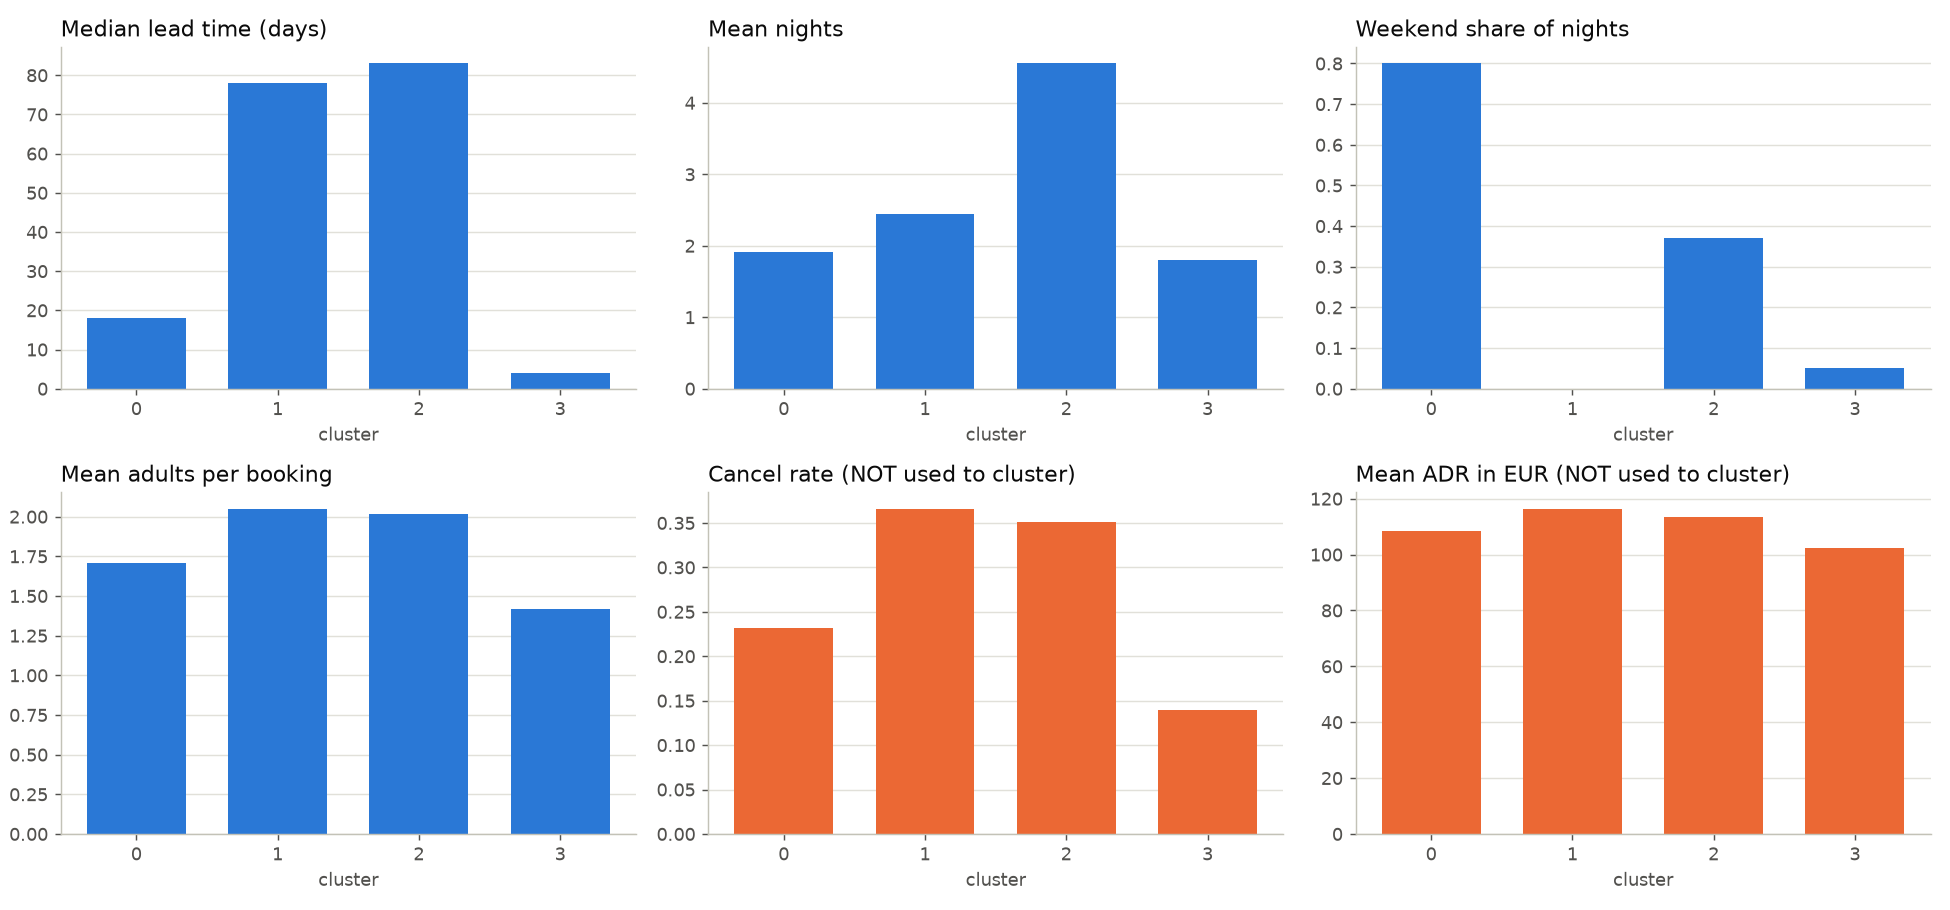 Median lead time (days)
80
70
60
50
40
30
20
10
0
0 1 2 3
cluster
Mean nights
4
3
2
1
0
0 1 2 3
cluster
Weekend share of nights
0.8
0.7
0.6
0.5
0.4
0.3
0.2
0.1
0.0
0 1 2 3
cluster
Mean adults per booking
2.00
1.75
1.50
1.25
1.00
0.75
0.50
0.25
0.00
0 1 2 3
cluster
Cancel rate (NOT used to cluster)
0.35
0.30
0.25
0.20
0.15
0.10
0.05
0.00
0 1 2 3
cluster
Mean ADR in EUR (NOT used to cluster)
120
100
80
60
40
20
0
0 1 2 3
cluster